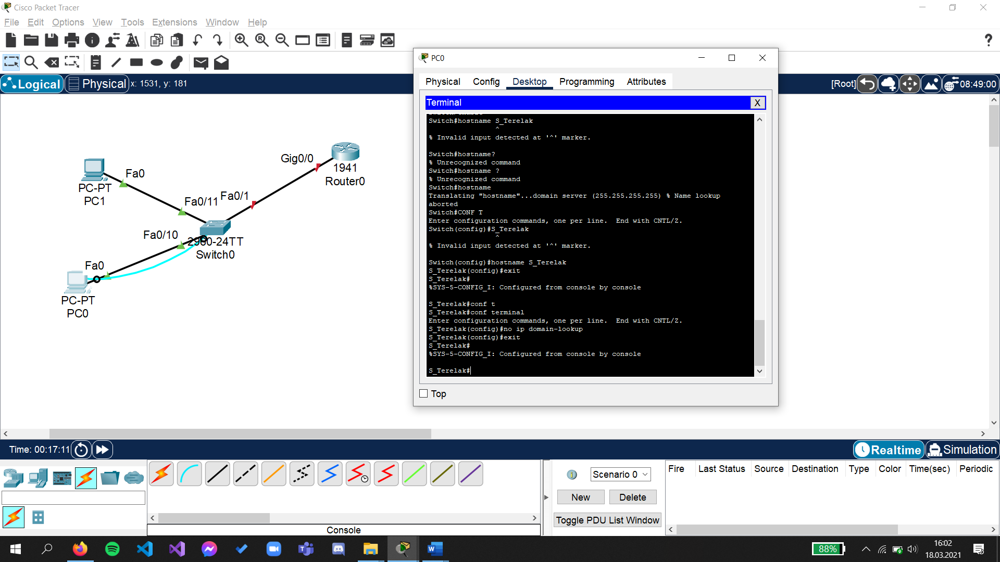 Cisco Packet Tracer
File Edit Options View Tools Extensions Window Help
Logical Physical x: 1531, y: 181
[Root] 08:49:00
Gig0/0
1941
Router0
Fa0
PC-PT
PC1
Fa0/11 Fa0/1
Fa0/10
2960-24TT
Switch0
Fa0
PC-PT
PC0
PC0
Physical Config Desktop Programming Attributes
Terminal
X
Switch#hostname S_Terelak
^
% Invalid input detected at '^' marker.
Switch#hostname?
% Unrecognized command
Switch#hostname ?
% Unrecognized command
Switch#hostname
Translating "hostname"...domain server (255.255.255.255) % Name lookup
aborted
Switch#CONF T
Enter configuration commands, one per line.  End with CNTL/Z.
Switch(config)#S_Terelak
^
% Invalid input detected at '^' marker.
Switch(config)#hostname S_Terelak
S_Terelak(config)#exit
S_Terelak#
%SYS-5-CONFIG_I: Configured from console by console
S_Terelak#conf t
S_Terelak#conf terminal
Enter configuration commands, one per line.  End with CNTL/Z.
S_Terelak(config)#no ip domain-lookup
S_Terelak(config)#exit
S_Terelak#
%SYS-5-CONFIG_I: Configured from console by console
S_Terelak#
Top
Time: 00:17:11
Realtime Simulation
Console
Scenario 0
New Delete
Toggle PDU List Window
Fire Last Status Source Destination Type Color Time(sec) Periodic
88%
16:02
18.03.2021